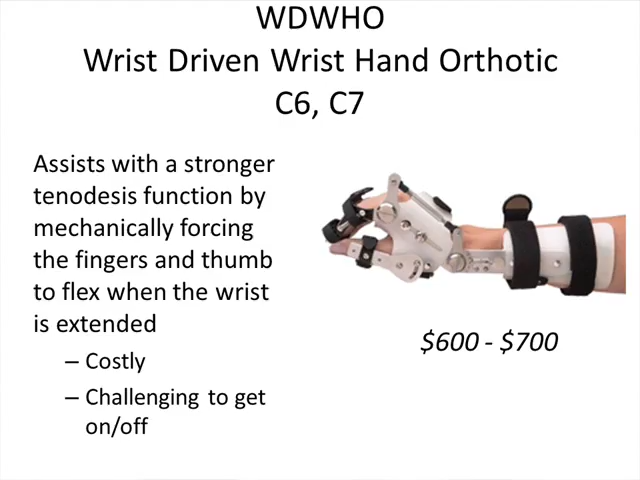 WDWHO
Wrist Driven Wrist Hand Orthotic
C6, C7
Assists with a stronger
tenodesis function by
mechanically forcing
the fingers and thumb
to flex when the wrist
is extended
– Costly
– Challenging to get
on/off
$600 - $700